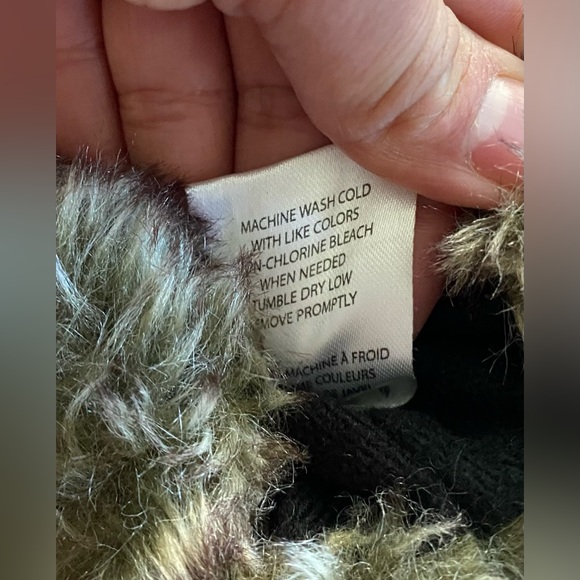 MACHINE WASH COLD
WITH LIKE COLORS
N-CHLORINE BLEACH
WHEN NEEDED
TUMBLE DRY LOW
MOVE PROMPTLY
MACHINE À FROID
COULEURS